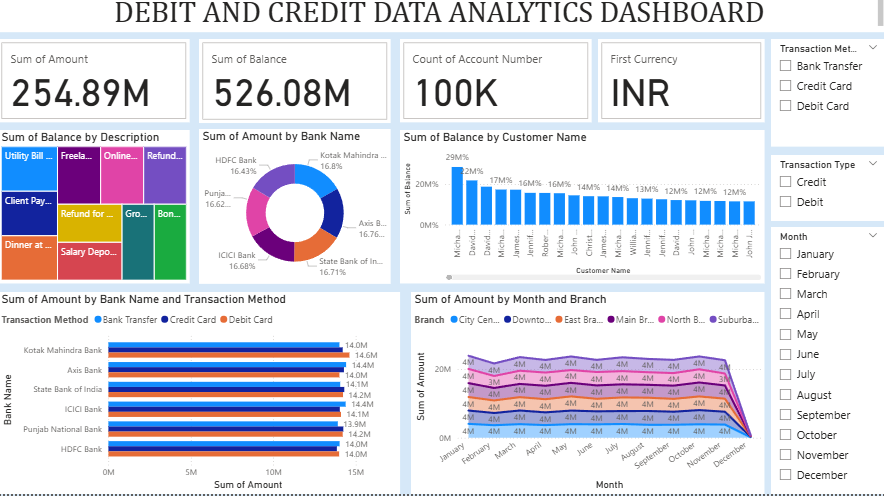 DEBIT AND CREDIT DATA ANALYTICS DASHBOARD
Sum of Amount
254.89M
Sum of Balance
526.08M
Count of Account Number
100K
First Currency
INR
Transaction Met...
Bank Transfer
Credit Card
Debit Card
Transaction Type
Credit
Debit
Month
January
February
March
April
May
June
July
August
September
October
November
December
Sum of Balance by Description
Utility Bill ...
Freela...
Online...
Refund...
Client Pay...
Refund for ...
Gro...
Bon...
Dinner at ...
Salary Depo...
Sum of Amount by Bank Name
HDFC Bank
16.43%
Kotak Mahindra ...
16.8%
Punja...
16.62...
Axis B...
16.76...
ICICI Bank
16.68%
State Bank of In...
16.71%
Sum of Balance by Customer Name
Sum of Balance
20M%
0M%
29M%
22M%
17M%
16M%
16M%
14M%
14M%
13M%
12M%
12M%
12M%
Micha...
David...
David...
Micha...
James...
Jennif...
Rober...
Micha...
John ...
Christ...
James...
Micha...
Willia...
Jennif...
Jennif...
David...
John ...
Micha...
Micha...
Micha...
John J...
Customer Name
Sum of Amount by Bank Name and Transaction Method
Transaction Method Bank Transfer Credit Card Debit Card
Bank Name
Kotak Mahindra Bank
14.0M
14.6M
Axis Bank
14.4M
14.0M
State Bank of India
14.1M
14.2M
ICICI Bank
14.4M
14.1M
Punjab National Bank
13.9M
14.2M
HDFC Bank
14.0M
14.0M
0M 5M 10M 15M
Sum of Amount
Sum of Amount by Month and Branch
Branch City Cen... Downto... East Bra... Main Br... North B... Suburba...
Sum of Amount
20M
0M
4M 4M 4M 4M 4M 4M 4M 4M 4M 4M 4M
January February March April May June July August September October November December
Month